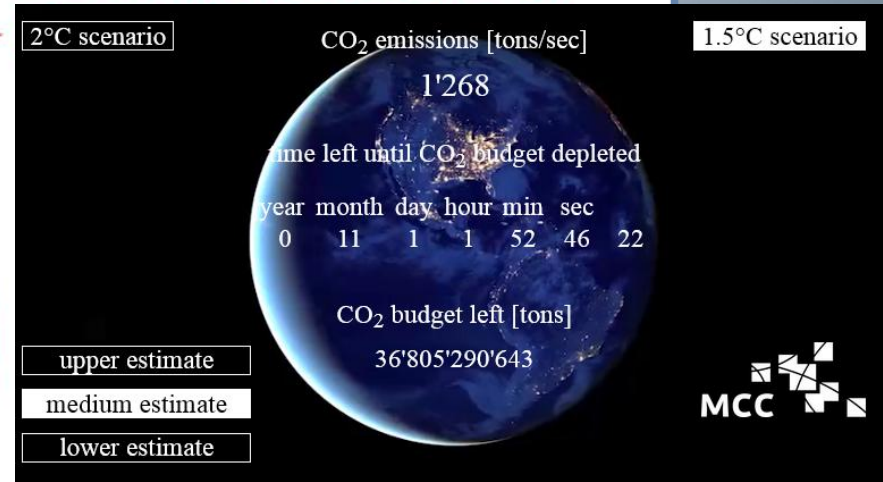 2°C scenario
CO₂ emissions [tons/sec]
1.5°C scenario
1'268
time left until CO₂ budget depleted
year month day hour min sec
0 11 1 1 52 46 22
CO₂ budget left [tons]
36'805'290'643
upper estimate
medium estimate
lower estimate
MCC